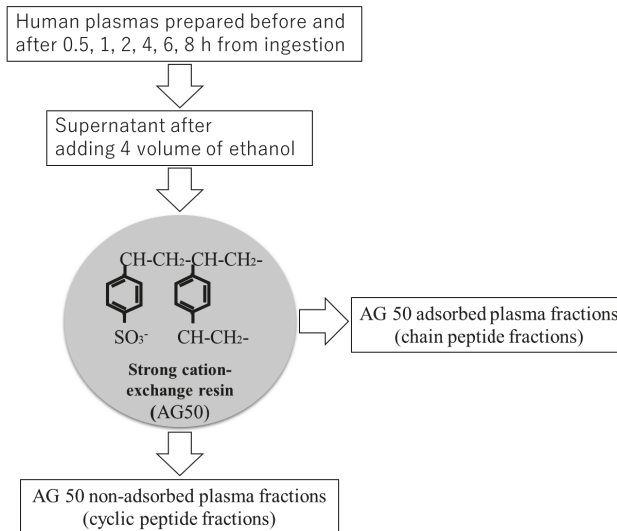 Human plasmas prepared before and
after 0.5, 1, 2, 4, 6, 8 h from ingestion
Supernatant after
adding 4 volume of ethanol
CH-CH2-CH-CH2-
SO3-
CH-CH2-
Strong cation-
exchange resin
(AG50)
AG 50 adsorbed plasma fractions
(chain peptide fractions)
AG 50 non-adsorbed plasma fractions
(cyclic peptide fractions)